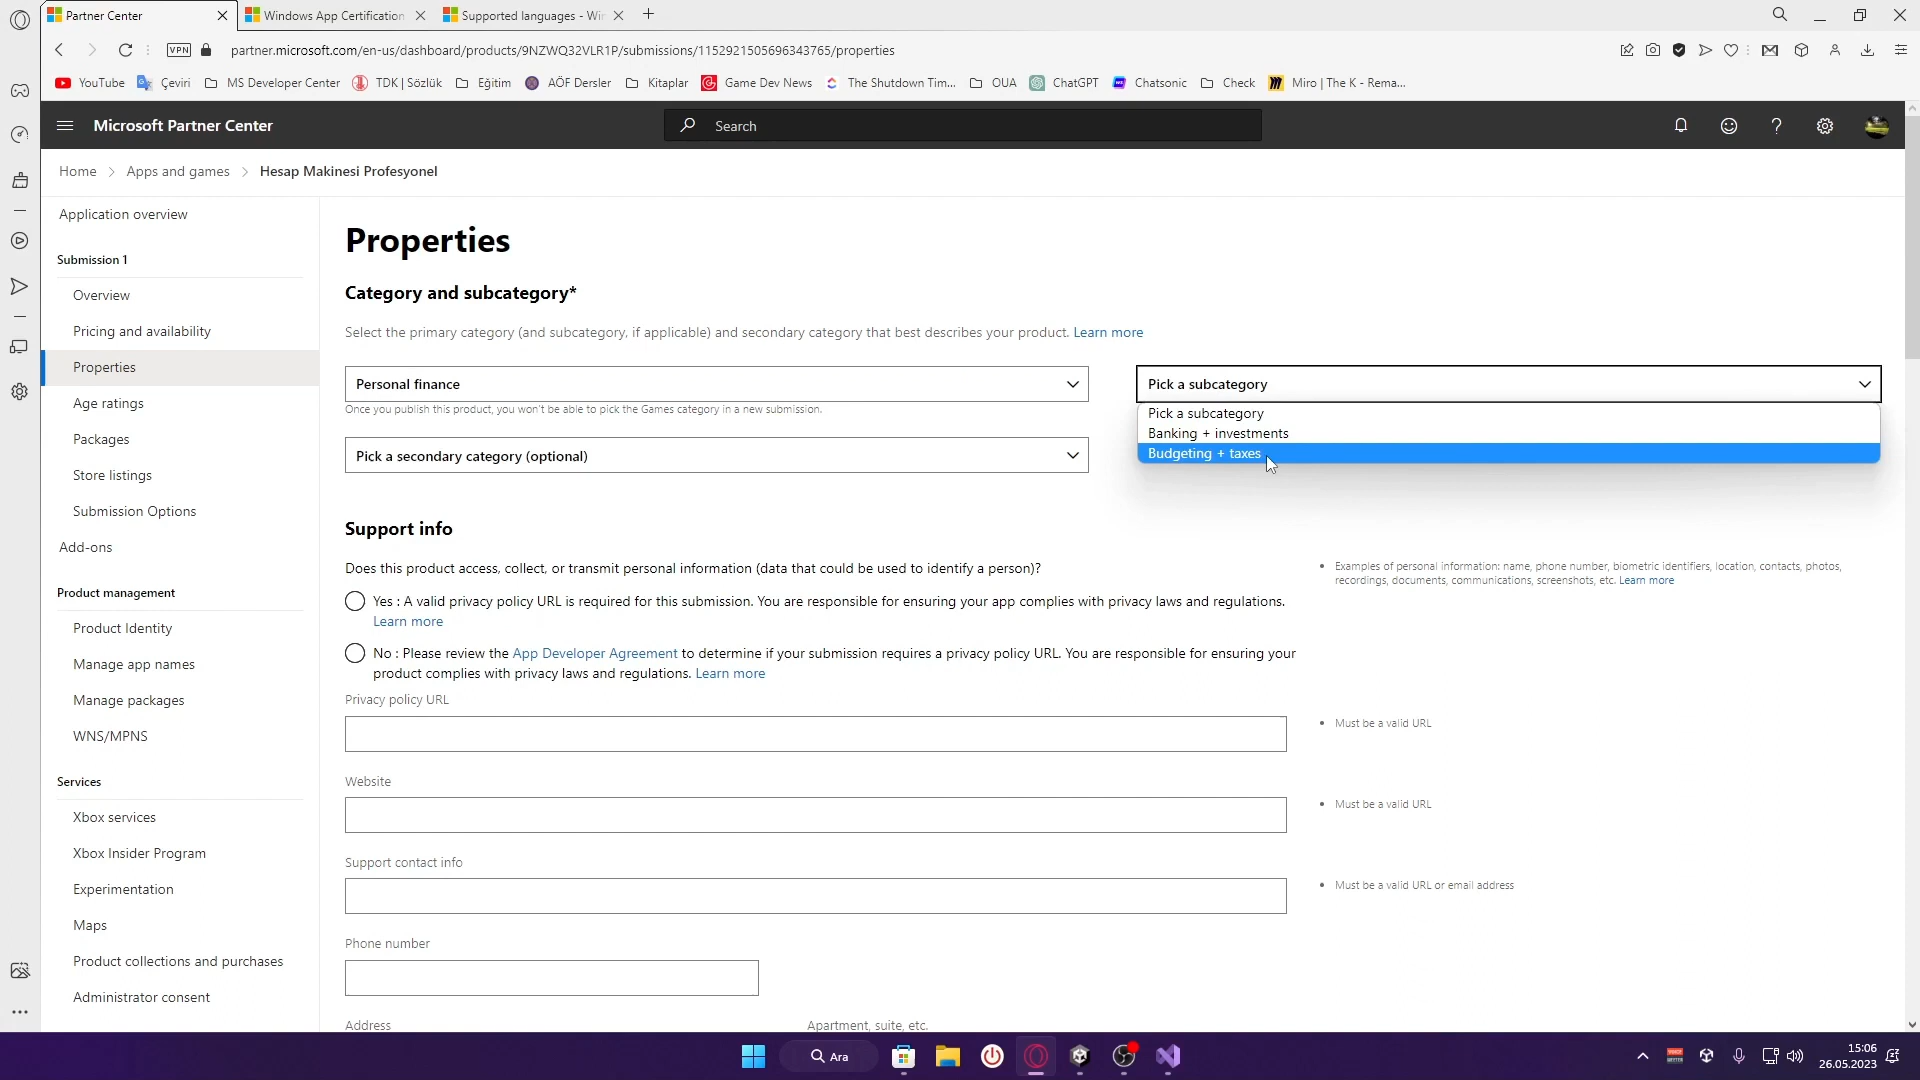 Partner Center
Windows App Certification
Supported languages - Wi
VPN
partner.microsoft.com/en-us/dashboard/products/9NZWQ32VLR1P/submissions/1152921505696343765/properties
YouTube
Çeviri
MS Developer Center
TDK | Sözlük
Eğitim
AÖF Dersler
Kitaplar
Game Dev News
The Shutdown Tim...
OUA
ChatGPT
Chatsonic
Check
Miro | The K - Rema...
Microsoft Partner Center
Search
Home
Apps and games
Hesap Makinesi Profesyonel
Application overview
Submission 1
Overview
Pricing and availability
Properties
Age ratings
Packages
Store listings
Submission Options
Add-ons
Product management
Product Identity
Manage app names
Manage packages
WNS/MPNS
Services
Xbox services
Xbox Insider Program
Experimentation
Maps
Product collections and purchases
Administrator consent
Properties
Category and subcategory*
Select the primary category (and subcategory, if applicable) and secondary category that best describes your product. Learn more
Personal finance
Once you publish this product, you won't be able to pick the Games category in a new submission.
Pick a secondary category (optional)
Pick a subcategory
Pick a subcategory
Banking + investments
Budgeting + taxes
Support info
Does this product access, collect, or transmit personal information (data that could be used to identify a person)?
Yes : A valid privacy policy URL is required for this submission. You are responsible for ensuring your app complies with privacy laws and regulations.
Learn more
No : Please review the App Developer Agreement to determine if your submission requires a privacy policy URL. You are responsible for ensuring your
product complies with privacy laws and regulations. Learn more
Examples of personal information: name, phone number, biometric identifiers, location, contacts, photos,
recordings, documents, communications, screenshots, etc. Learn more
Privacy policy URL
Must be a valid URL
Website
Must be a valid URL
Support contact info
Must be a valid URL or email address
Phone number
Address
Apartment, suite, etc.
Ara
15:06
26.05.2023